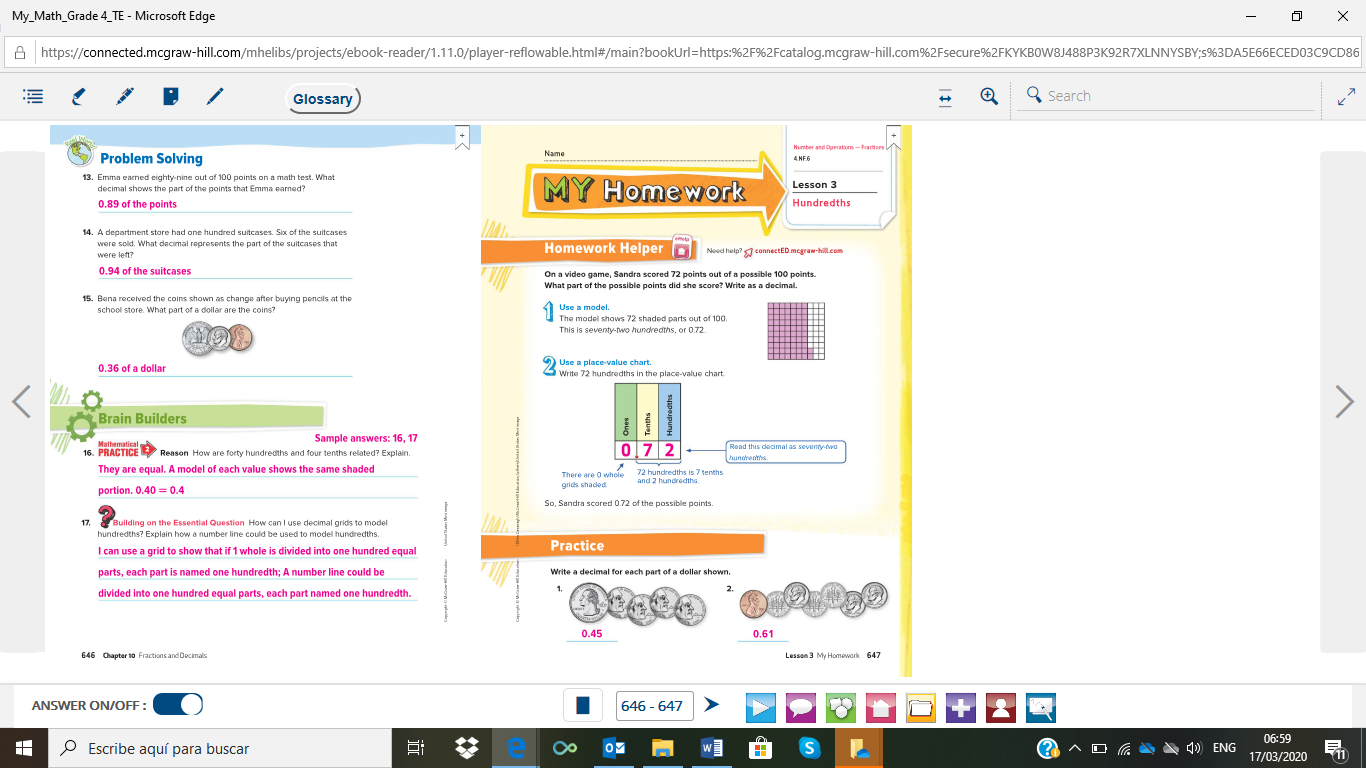 My_Math_Grade 4_TE - Microsoft Edge
https://connected.mcgraw-hill.com/mhelibs/projects/ebook-reader/1.11.0/player-reflowable.html#/main?bookUrl=https:%2F%2Fcatalog.mcgraw-hill.com%2Fsecure%2FKYKB0W8J488P3K92R7XLNNYSBY;s%3DA5E66ECED03C9CD86
Glossary
Search
Problem Solving
13. Emma earned eighty-nine out of 100 points on a math test. What
decimal shows the part of the points that Emma earned?
0.89 of the points
14. A department store had one hundred suitcases. Six of the suitcases
were sold. What decimal represents the part of the suitcases that
were left?
0.94 of the suitcases
15. Bena received the coins shown as change after buying pencils at the
school store. What part of a dollar are the coins?
0.36 of a dollar
Brain Builders
Sample answers: 16, 17
Mathematical
16. PRACTICE 2 Reason How are forty hundredths and four tenths related? Explain.
They are equal. A model of each value shows the same shaded
portion. 0.40 = 0.4
17. ? Building on the Essential Question How can I use decimal grids to model
hundredths? Explain how a number line could be used to model hundredths.
I can use a grid to show that if 1 whole is divided into one hundred equal
parts, each part is named one hundredth; A number line could be
divided into one hundred equal parts, each part named one hundredth.
646 Chapter 10 Fractions and Decimals
Name
Number and Operations — Fractions
4.NF.6
MY Homework
Lesson 3
Hundredths
Homework Helper
eHelp
Need help? connectED.mcgraw-hill.com
On a video game, Sandra scored 72 points out of a possible 100 points.
What part of the possible points did she score? Write as a decimal.
1 Use a model.
The model shows 72 shaded parts out of 100.
This is seventy-two hundredths, or 0.72.
2 Use a place-value chart.
Write 72 hundredths in the place-value chart.
Ones Tenths Hundredths
0.72
Read this decimal as seventy-two
hundredths.
There are 0 whole
grids shaded.
72 hundredths is 7 tenths
and 2 hundredths.
So, Sandra scored 0.72 of the possible points.
Practice
Write a decimal for each part of a dollar shown.
1.
2.
0.45
0.61
Copyright © McGraw-Hill Education
Lesson 3 My Homework 647
ANSWER ON/OFF :
646 - 647
Escribe aquí para buscar
ENG
06:59
17/03/2020
11